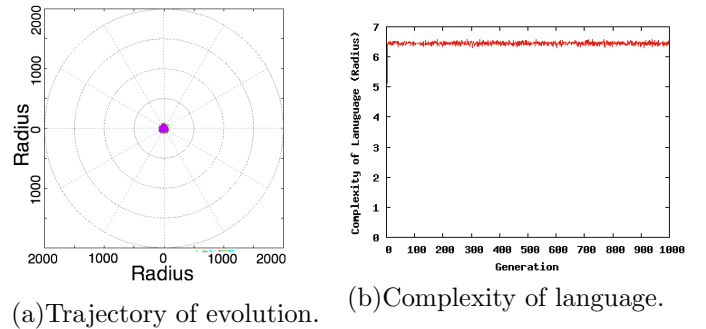 2000
1000
0
1000
Radius
2000 1000 0 1000 2000
Radius
(a)Trajectory of evolution.
7
6
5
4
3
2
1
0
Complexity of Lanuguage (Radius)
0 100 200 300 400 500 600 700 800 900 1000
Generation
(b)Complexity of language.